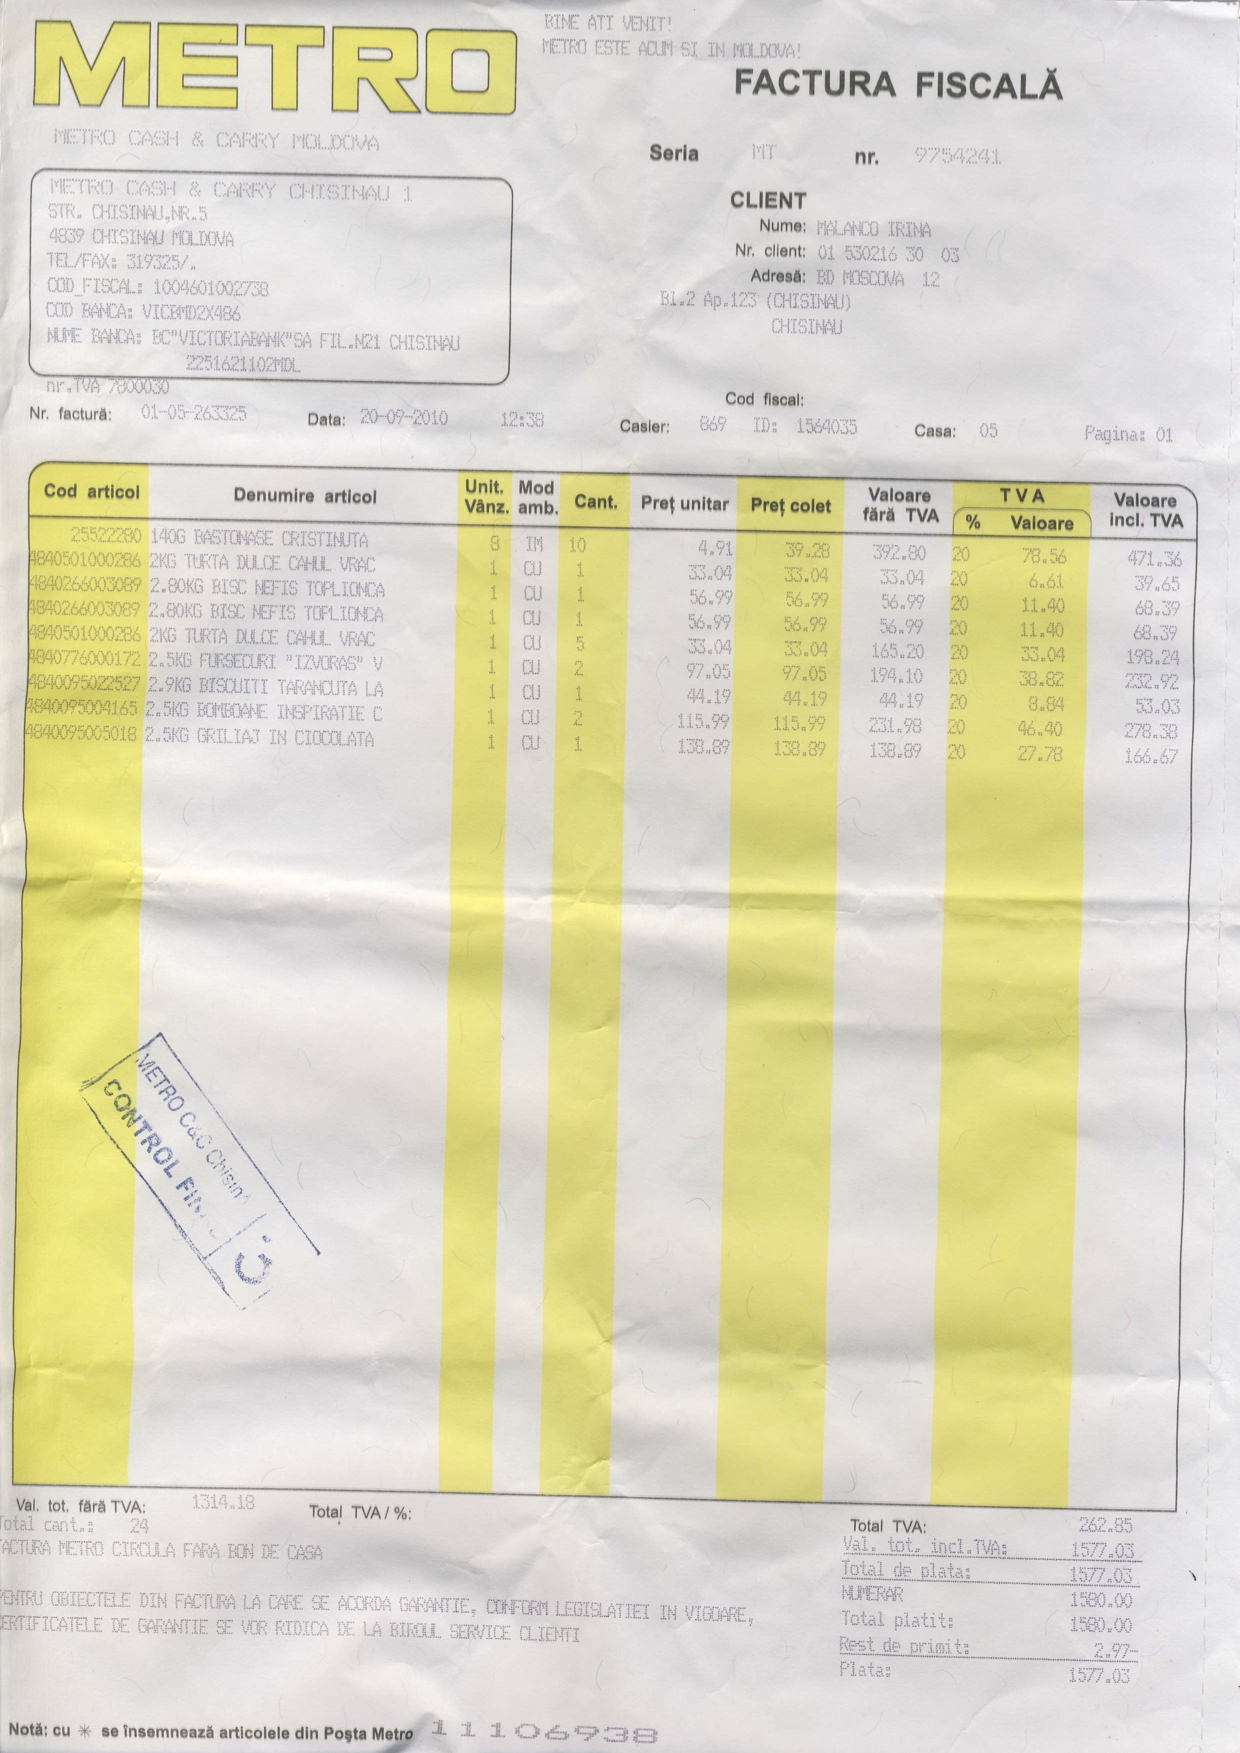 METRO
BINE ATI VENIT!
METRO ESTE ACUM SI IN MOLDOVA!
FACTURA FISCALĂ
METRO CASH & CARRY MOLDOVA
Seria MT nr. 9754241
METRO CASH & CARRY CHISINAU 1
STR. CHISINAU,NR.5
4839 CHISINAU MOLDOVA
TEL/FAX: 319325/.
COD_FISCAL: 1004601002738
COD BANCA: VICBMD2X486
NUME BANCA: BC"VICTORIABANK"SA FIL.N21 CHISINAU
2251621102MDL
nr.TVA 7800030
CLIENT
Nume: MALANCO IRINA
Nr. client: 01 530216 30 03
Adresă: BD MOSCOVA 12
Bl.2 Ap.123 (CHISINAU)
CHISINAU
Cod fiscal:
Nr. factură: 01-05-263325 Data: 20-09-2010 12:38 Casier: 869 ID: 1564035 Casa: 05 Pagina: 01
Cod articol Denumire articol Unit. Vânz. Mod amb. Cant. Preţ unitar Preţ colet Valoare fără TVA TVA % Valoare Valoare incl. TVA
25522280 140G BASTONASE CRISTINUTA 8 IM 10 4.91 39.28 392.80 20 78.56 471.36
4840501000286 2KG TURTA DULCE CAHUL VRAC 1 CU 1 33.04 33.04 33.04 20 6.61 39.65
4840266003089 2.80KG BISC NEFIS TOPLIONCA 1 CU 1 56.99 56.99 56.99 20 11.40 68.39
4840266003089 2.80KG BISC NEFIS TOPLIONCA 1 CU 1 56.99 56.99 56.99 20 11.40 68.39
4840501000286 2KG TURTA DULCE CAHUL VRAC 1 CU 5 33.04 33.04 165.20 20 33.04 198.24
4840776000172 2.5KG FURSECURI "IZVORAS" V 1 CU 2 97.05 97.05 194.10 20 38.82 232.92
4840095022527 2.9KG BISCUITI TARANCUTA LA 1 CU 1 44.19 44.19 44.19 20 8.84 53.03
4840095004165 2.5KG BOMBOANE INSPIRATIE C 1 CU 2 115.99 115.99 231.98 20 46.40 278.38
4840095005018 2.5KG GRILIAJ IN CIOCOLATA 1 CU 1 138.89 138.89 138.89 20 27.78 166.67
METRO C&C Chisin
CONTROL FIN
Val. tot. fără TVA: 1314.18 Total TVA / %:
Total cant.: 24
FACTURA METRO CIRCULA FARA BON DE CASA
PENTRU OBIECTELE DIN FACTURA LA CARE SE ACORDA GARANTIE, CONFORM LEGISLATIEI IN VIGOARE,
CERTIFICATELE DE GARANTIE SE VOR RIDICA DE LA BIROUL SERVICE CLIENTI
Total TVA: 262.85
Val. tot. incl.TVA: 1577.03
Total de plata: 1577.03
NUMERAR 1580.00
Total platit: 1580.00
Rest de primit: 2.97-
Plata: 1577.03
Notă: cu ✳ se însemnează articolele din Poşta Metro 11106938